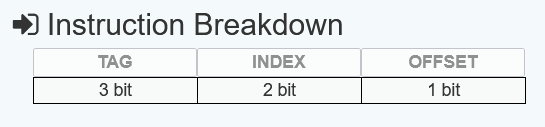 Instruction Breakdown
TAG INDEX OFFSET
3 bit 2 bit 1 bit